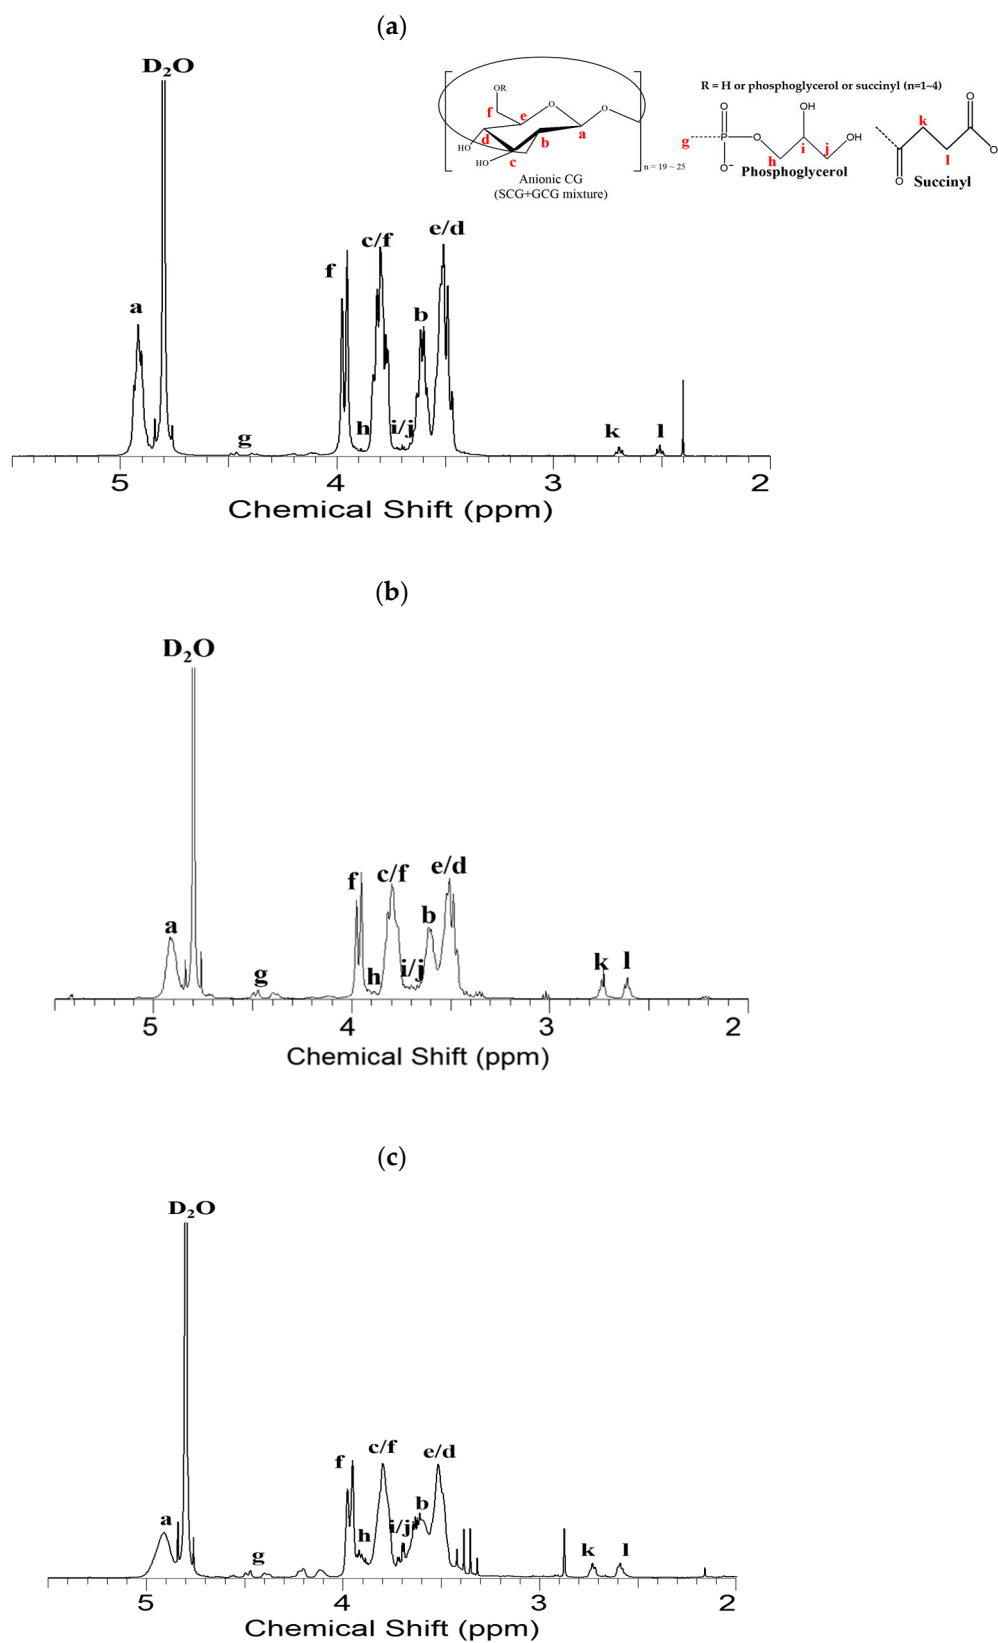 (a)
D2O
R = H or phosphoglycerol or succinyl (n=1~4)
OR
f
e
O
O
a
b
d
HO
c
HO
n = 19 ~ 25
Anionic CG
(SCG+GCG mixture)
O
OH
g
P
O
i
j
OH
h
O-
Phosphoglycerol
O
k
l
O
O
Succinyl
a
f
c/f
b
e/d
g
h
i/j
k
l
5 4 3 2
Chemical Shift (ppm)
(b)
D2O
a
f
c/f
b
e/d
g
h
i/j
k
l
5 4 3 2
Chemical Shift (ppm)
(c)
D2O
a
f
c/f
b
e/d
g
h
i/j
k
l
5 4 3 2
Chemical Shift (ppm)